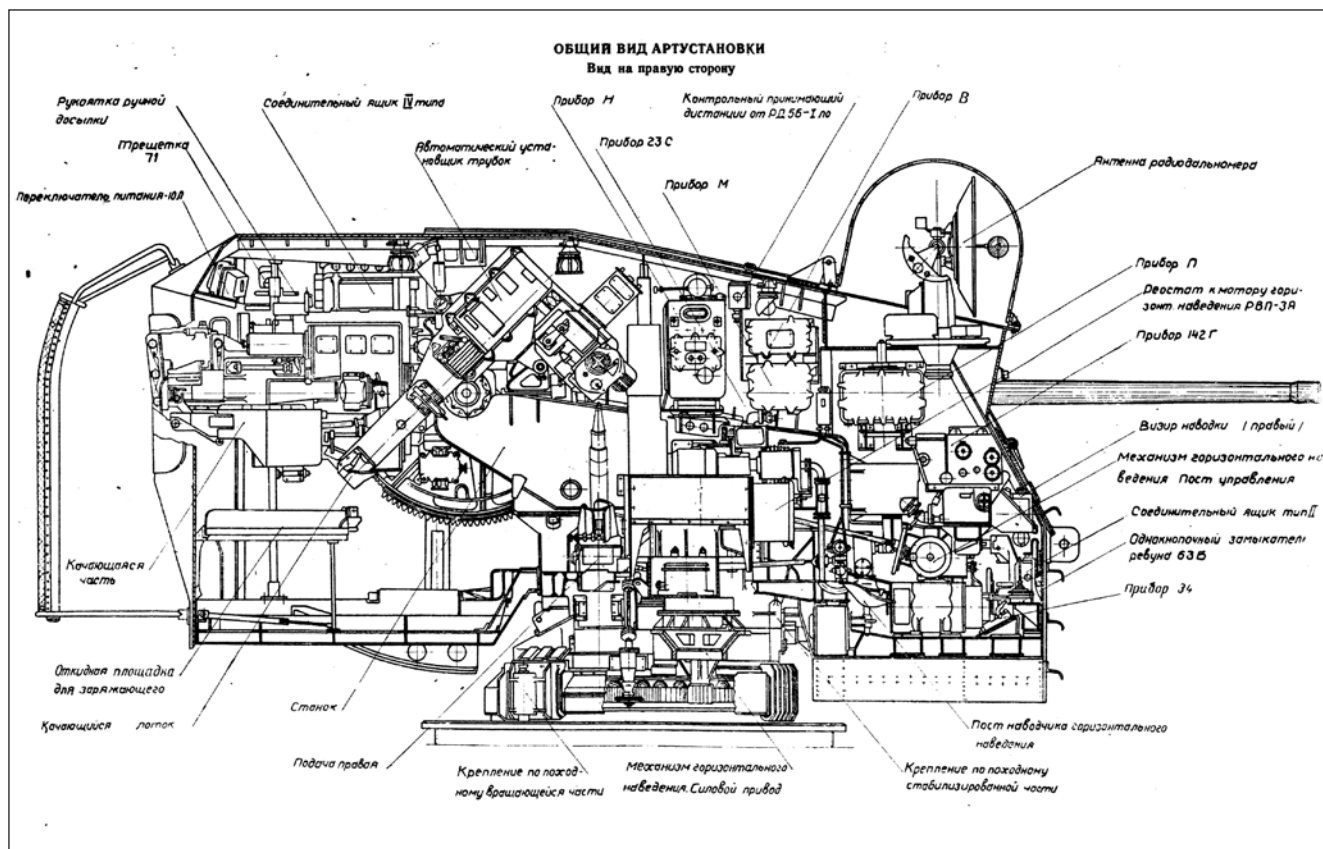 ОБЩИЙ ВИД АРТУСТАНОВКИ
Вид на правую сторону
Рукоятка ручной
досылки
Соединительный ящик IV типа
Прибор Н
Контрольный принимающий
дистанции от РД 5б-I по
Прибор В
Трещетка
71
Автоматический уста-
новщик трубок
Прибор 23 С
Прибор М
Антенна радиодальномера
Переключатель питания-10А
Прибор П
Реостат к мотору гори-
зонт. наведения РВП-3А
Прибор 142 Г
Визир наводки (правый)
Механизм горизонтального на
ведения Пост управления
Соединительный ящик тип II
Однокнопочный замыкател
ревуна 63 В
Прибор 34
Качающаяся
часть
Откидная площадка
для заряжающего
Качающийся лоток
Станок
Подача правая
Крепление по поход-
ному вращающейся части
Механизм горизонтального
наведения. Силовой привод
Пост наводчика горизонтального
наведения
Крепление по походному
стабилизированной части